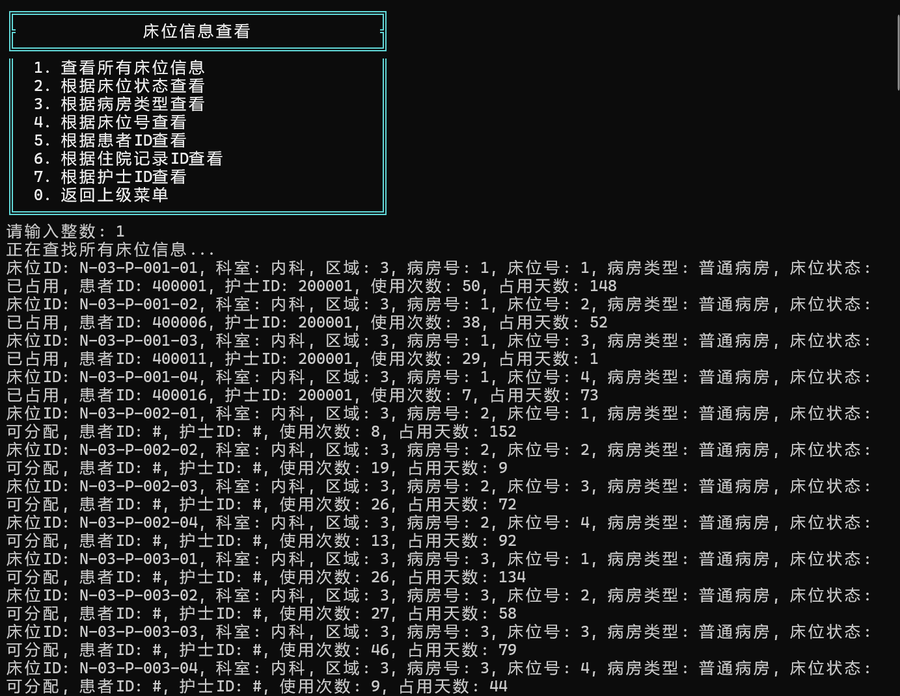 床位信息查看
1. 查看所有床位信息
2. 根据床位状态查看
3. 根据病房类型查看
4. 根据床位号查看
5. 根据患者ID查看
6. 根据住院记录ID查看
7. 根据护士ID查看
0. 返回上级菜单
请输入整数: 1
正在查找所有床位信息...
床位ID: N-03-P-001-01, 科室: 内科, 区域: 3, 病房号: 1, 床位号: 1, 病房类型: 普通病房, 床位状态:
已占用, 患者ID: 400001, 护士ID: 200001, 使用次数: 50, 占用天数: 148
床位ID: N-03-P-001-02, 科室: 内科, 区域: 3, 病房号: 1, 床位号: 2, 病房类型: 普通病房, 床位状态:
已占用, 患者ID: 400006, 护士ID: 200001, 使用次数: 38, 占用天数: 52
床位ID: N-03-P-001-03, 科室: 内科, 区域: 3, 病房号: 1, 床位号: 3, 病房类型: 普通病房, 床位状态:
已占用, 患者ID: 400011, 护士ID: 200001, 使用次数: 29, 占用天数: 1
床位ID: N-03-P-001-04, 科室: 内科, 区域: 3, 病房号: 1, 床位号: 4, 病房类型: 普通病房, 床位状态:
已占用, 患者ID: 400016, 护士ID: 200001, 使用次数: 7, 占用天数: 73
床位ID: N-03-P-002-01, 科室: 内科, 区域: 3, 病房号: 2, 床位号: 1, 病房类型: 普通病房, 床位状态:
可分配, 患者ID: #, 护士ID: #, 使用次数: 8, 占用天数: 152
床位ID: N-03-P-002-02, 科室: 内科, 区域: 3, 病房号: 2, 床位号: 2, 病房类型: 普通病房, 床位状态:
可分配, 患者ID: #, 护士ID: #, 使用次数: 19, 占用天数: 9
床位ID: N-03-P-002-03, 科室: 内科, 区域: 3, 病房号: 2, 床位号: 3, 病房类型: 普通病房, 床位状态:
可分配, 患者ID: #, 护士ID: #, 使用次数: 26, 占用天数: 72
床位ID: N-03-P-002-04, 科室: 内科, 区域: 3, 病房号: 2, 床位号: 4, 病房类型: 普通病房, 床位状态:
可分配, 患者ID: #, 护士ID: #, 使用次数: 13, 占用天数: 92
床位ID: N-03-P-003-01, 科室: 内科, 区域: 3, 病房号: 3, 床位号: 1, 病房类型: 普通病房, 床位状态:
可分配, 患者ID: #, 护士ID: #, 使用次数: 26, 占用天数: 134
床位ID: N-03-P-003-02, 科室: 内科, 区域: 3, 病房号: 3, 床位号: 2, 病房类型: 普通病房, 床位状态:
可分配, 患者ID: #, 护士ID: #, 使用次数: 27, 占用天数: 58
床位ID: N-03-P-003-03, 科室: 内科, 区域: 3, 病房号: 3, 床位号: 3, 病房类型: 普通病房, 床位状态:
可分配, 患者ID: #, 护士ID: #, 使用次数: 46, 占用天数: 79
床位ID: N-03-P-003-04, 科室: 内科, 区域: 3, 病房号: 3, 床位号: 4, 病房类型: 普通病房, 床位状态:
可分配, 患者ID: #, 护士ID: #, 使用次数: 9, 占用天数: 44